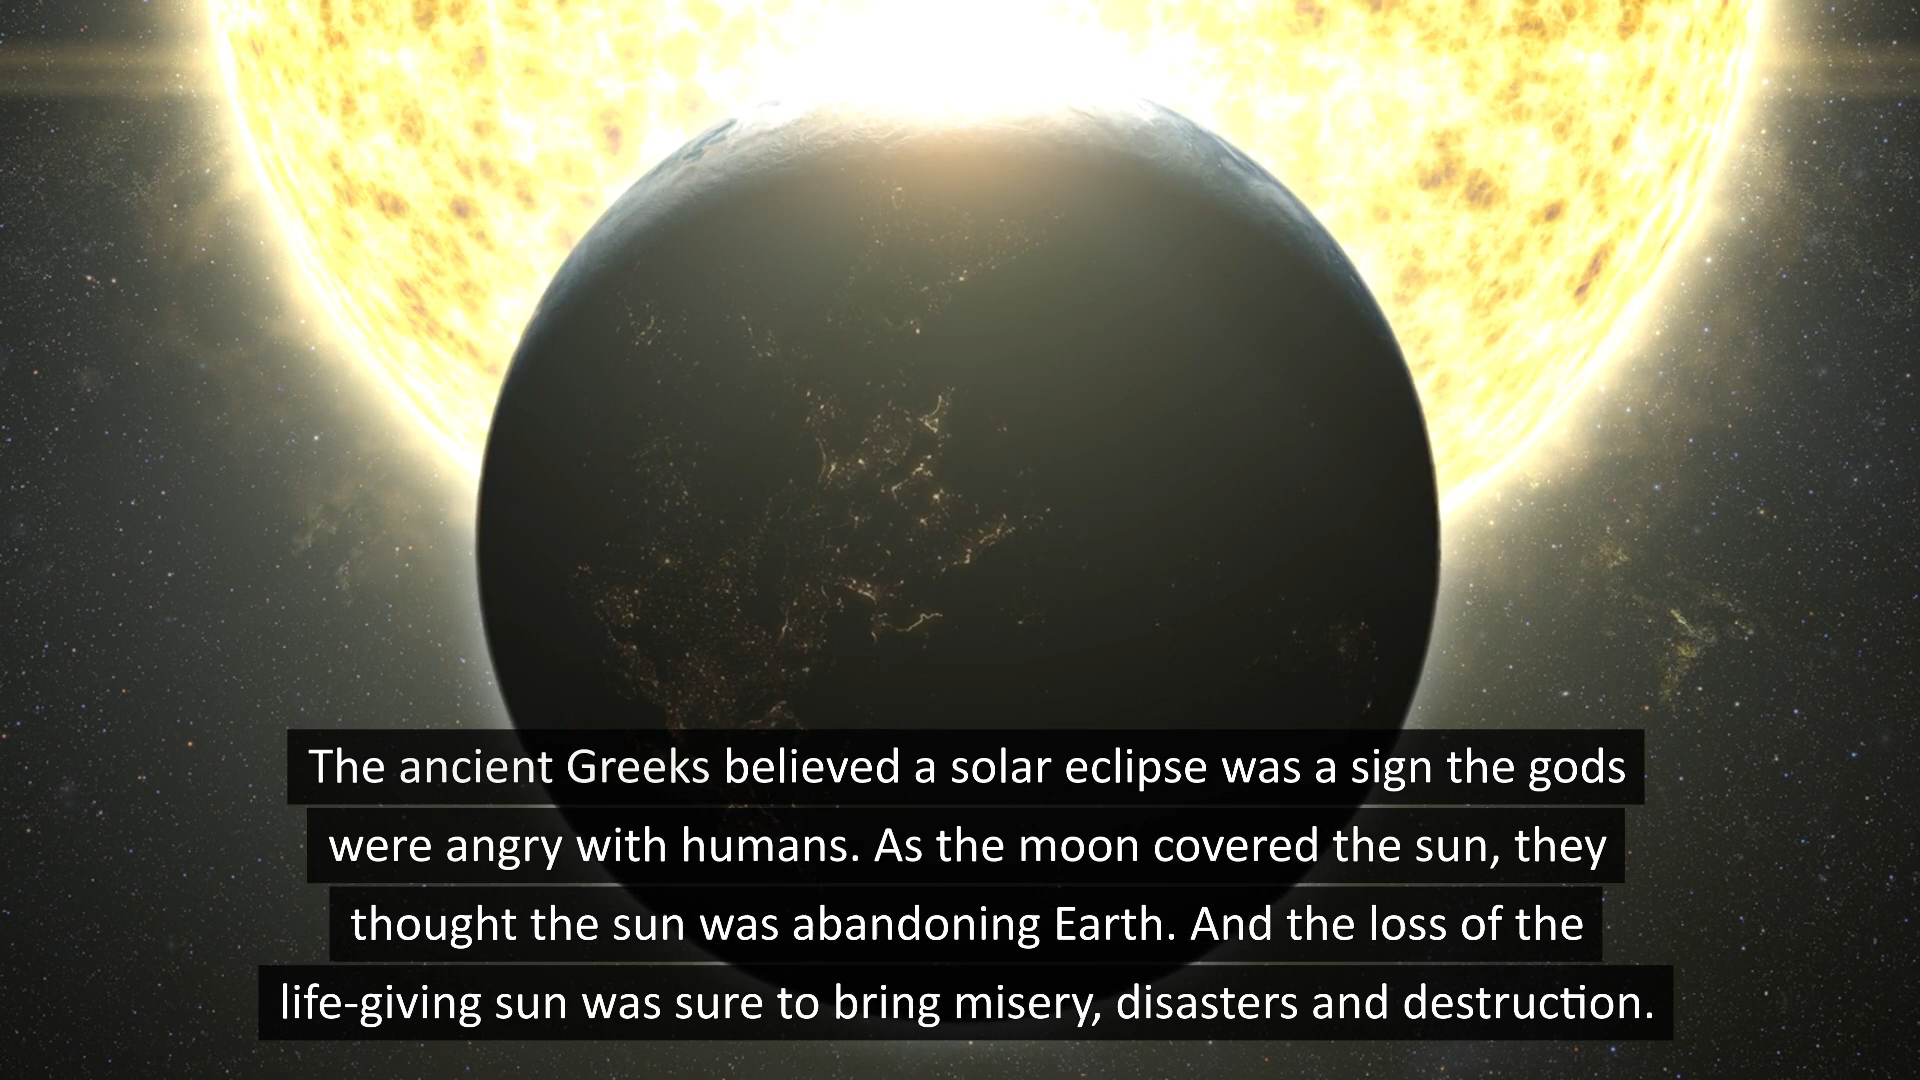 The ancient Greeks believed a solar eclipse was a sign the gods
were angry with humans. As the moon covered the sun, they
thought the sun was abandoning Earth. And the loss of the
life-giving sun was sure to bring misery, disasters and destruction.